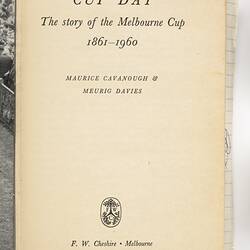 CUP DAY
The story of the Melbourne Cup
1861–1960
MAURICE CAVANOUGH &
MEURIG DAVIES
F. W. Cheshire • Melbourne